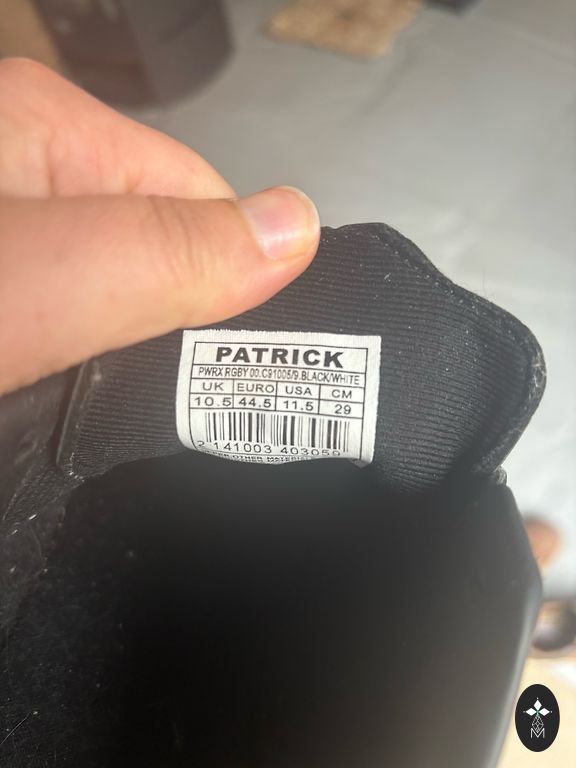 PATRICK
PWRX RGBY 00.C91005/9.BLACK/WHITE
UK EURO USA CM
10.5 44.5 11.5 29
2 141003 403059
M